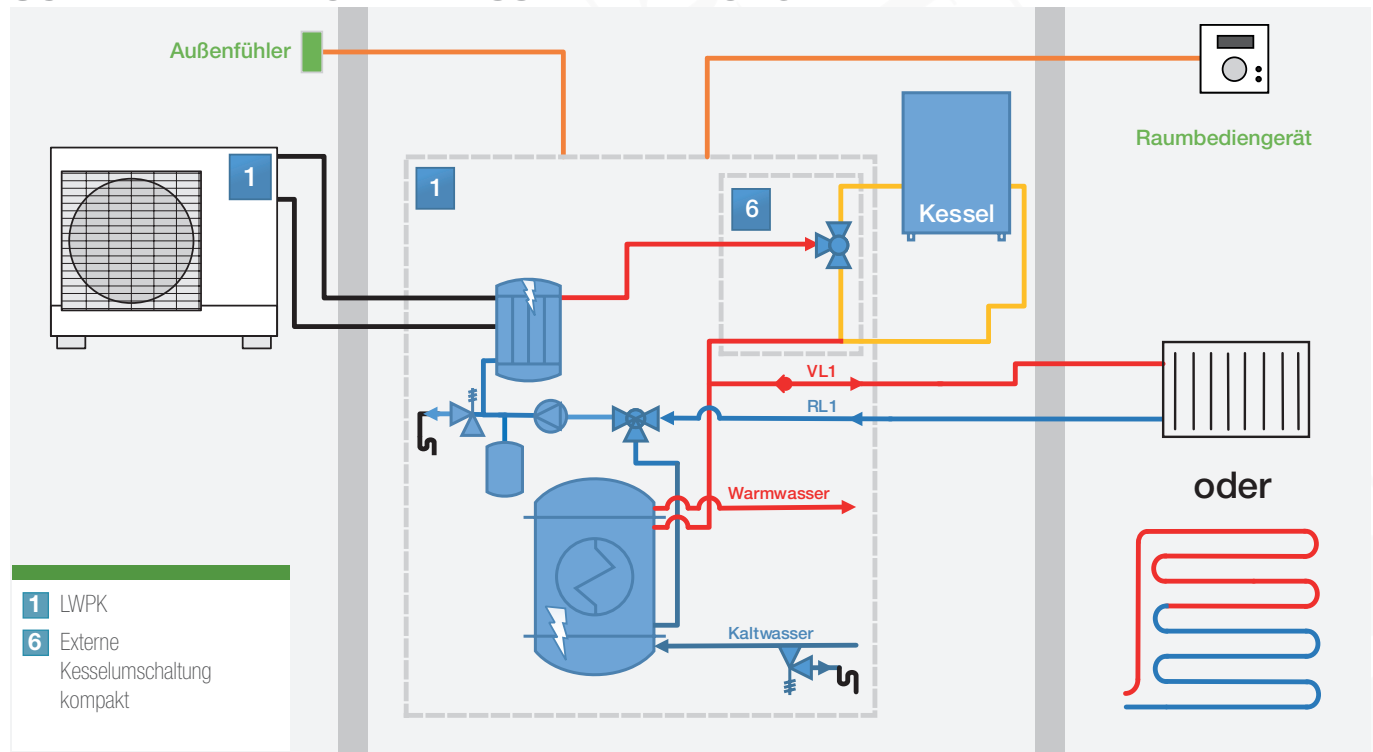 Außenfühler
Raumbediengerät
1
1
6
Kessel
VL1
RL1
Warmwasser
Kaltwasser
oder
1 LWPK
6 Externe
Kesselumschaltung
kompakt